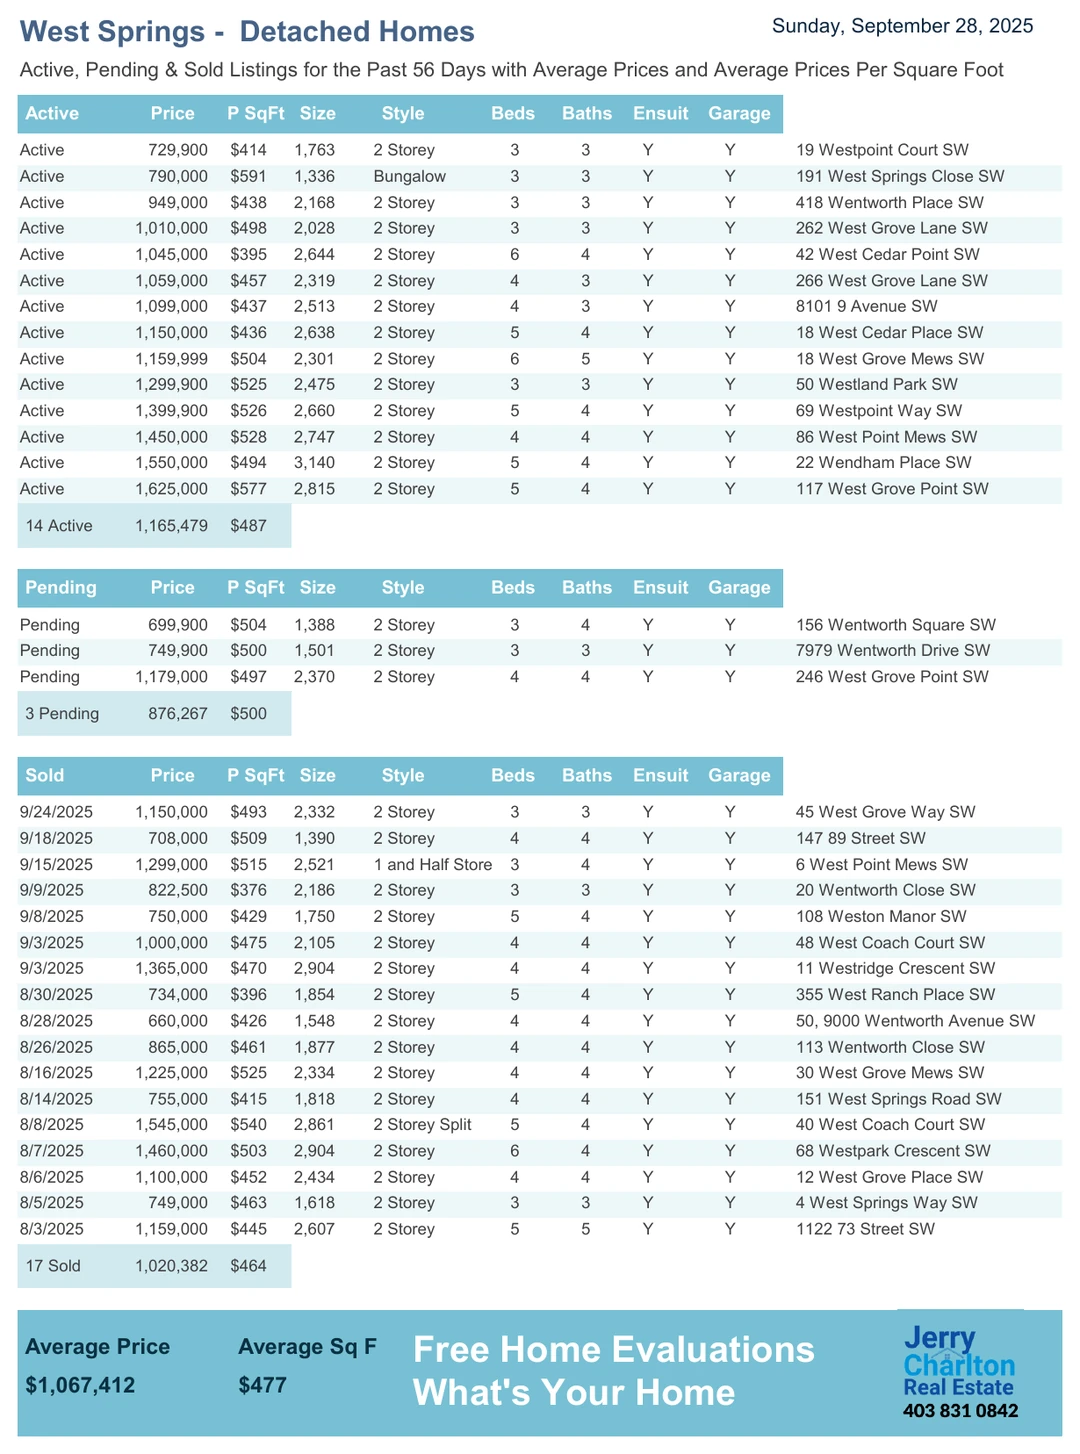 West Springs - Detached Homes
Sunday, September 28, 2025
Active, Pending & Sold Listings for the Past 56 Days with Average Prices and Average Prices Per Square Foot
Active Price P SqFt Size Style Beds Baths Ensuit Garage
Active 729,900 $414 1,763 2 Storey 3 3 Y Y 19 Westpoint Court SW
Active 790,000 $591 1,336 Bungalow 3 3 Y Y 191 West Springs Close SW
Active 949,000 $438 2,168 2 Storey 3 3 Y Y 418 Wentworth Place SW
Active 1,010,000 $498 2,028 2 Storey 3 3 Y Y 262 West Grove Lane SW
Active 1,045,000 $395 2,644 2 Storey 6 4 Y Y 42 West Cedar Point SW
Active 1,059,000 $457 2,319 2 Storey 4 3 Y Y 266 West Grove Lane SW
Active 1,099,000 $437 2,513 2 Storey 4 3 Y Y 8101 9 Avenue SW
Active 1,150,000 $436 2,638 2 Storey 5 4 Y Y 18 West Cedar Place SW
Active 1,159,999 $504 2,301 2 Storey 6 5 Y Y 18 West Grove Mews SW
Active 1,299,900 $525 2,475 2 Storey 3 3 Y Y 50 Westland Park SW
Active 1,399,900 $526 2,660 2 Storey 5 4 Y Y 69 Westpoint Way SW
Active 1,450,000 $528 2,747 2 Storey 4 4 Y Y 86 West Point Mews SW
Active 1,550,000 $494 3,140 2 Storey 5 4 Y Y 22 Wendham Place SW
Active 1,625,000 $577 2,815 2 Storey 5 4 Y Y 117 West Grove Point SW
14 Active 1,165,479 $487
Pending Price P SqFt Size Style Beds Baths Ensuit Garage
Pending 699,900 $504 1,388 2 Storey 3 4 Y Y 156 Wentworth Square SW
Pending 749,900 $500 1,501 2 Storey 3 3 Y Y 7979 Wentworth Drive SW
Pending 1,179,000 $497 2,370 2 Storey 4 4 Y Y 246 West Grove Point SW
3 Pending 876,267 $500
Sold Price P SqFt Size Style Beds Baths Ensuit Garage
9/24/2025 1,150,000 $493 2,332 2 Storey 3 3 Y Y 45 West Grove Way SW
9/18/2025 708,000 $509 1,390 2 Storey 4 4 Y Y 147 89 Street SW
9/15/2025 1,299,000 $515 2,521 1 and Half Store 3 4 Y Y 6 West Point Mews SW
9/9/2025 822,500 $376 2,186 2 Storey 3 3 Y Y 20 Wentworth Close SW
9/8/2025 750,000 $429 1,750 2 Storey 5 4 Y Y 108 Weston Manor SW
9/3/2025 1,000,000 $475 2,105 2 Storey 4 4 Y Y 48 West Coach Court SW
9/3/2025 1,365,000 $470 2,904 2 Storey 4 4 Y Y 11 Westridge Crescent SW
8/30/2025 734,000 $396 1,854 2 Storey 5 4 Y Y 355 West Ranch Place SW
8/28/2025 660,000 $426 1,548 2 Storey 4 4 Y Y 50, 9000 Wentworth Avenue SW
8/26/2025 865,000 $461 1,877 2 Storey 4 4 Y Y 113 Wentworth Close SW
8/16/2025 1,225,000 $525 2,334 2 Storey 4 4 Y Y 30 West Grove Mews SW
8/14/2025 755,000 $415 1,818 2 Storey 4 4 Y Y 151 West Springs Road SW
8/8/2025 1,545,000 $540 2,861 2 Storey Split 5 4 Y Y 40 West Coach Court SW
8/7/2025 1,460,000 $503 2,904 2 Storey 6 4 Y Y 68 Westpark Crescent SW
8/6/2025 1,100,000 $452 2,434 2 Storey 4 4 Y Y 12 West Grove Place SW
8/5/2025 749,000 $463 1,618 2 Storey 3 3 Y Y 4 West Springs Way SW
8/3/2025 1,159,000 $445 2,607 2 Storey 5 5 Y Y 1122 73 Street SW
17 Sold 1,020,382 $464
Average Price Average Sq F
$1,067,412 $477
Free Home Evaluations
What's Your Home
Jerry
Charlton
Real Estate
403 831 0842